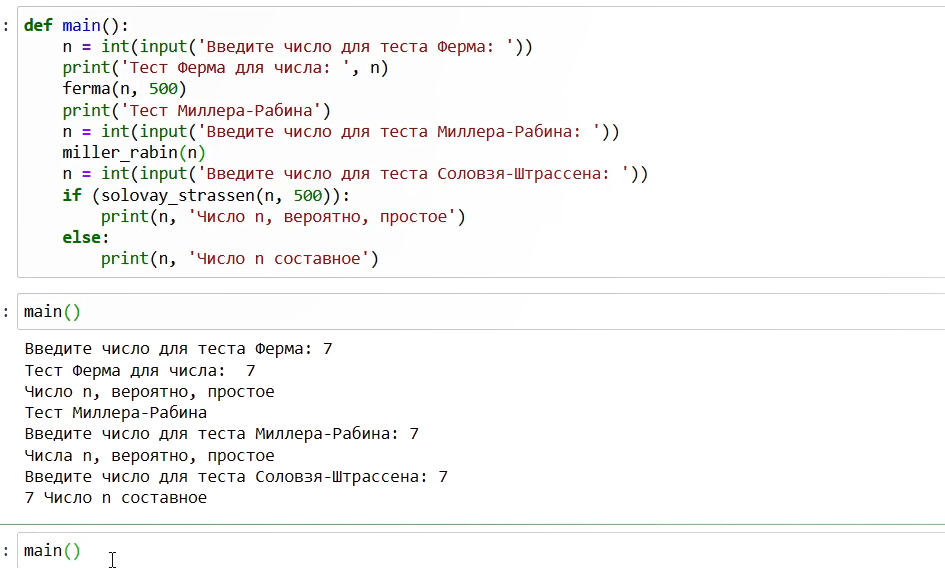 : def main():
    n = int(input('Введите число для теста Ферма: '))
    print('Тест Ферма для числа: ', n)
    ferma(n, 500)
    print('Тест Миллера-Рабина')
    n = int(input('Введите число для теста Миллера-Рабина: '))
    miller_rabin(n)
    n = int(input('Введите число для теста Соловзя-Штрассена: '))
    if (solovay_strassen(n, 500)):
        print(n, 'Число n, вероятно, простое')
    else:
        print(n, 'Число n составное')
: main()
Введите число для теста Ферма: 7
Тест Ферма для числа:  7
Число n, вероятно, простое
Тест Миллера-Рабина
Введите число для теста Миллера-Рабина: 7
Числа n, вероятно, простое
Введите число для теста Соловзя-Штрассена: 7
7 Число n составное
: main()